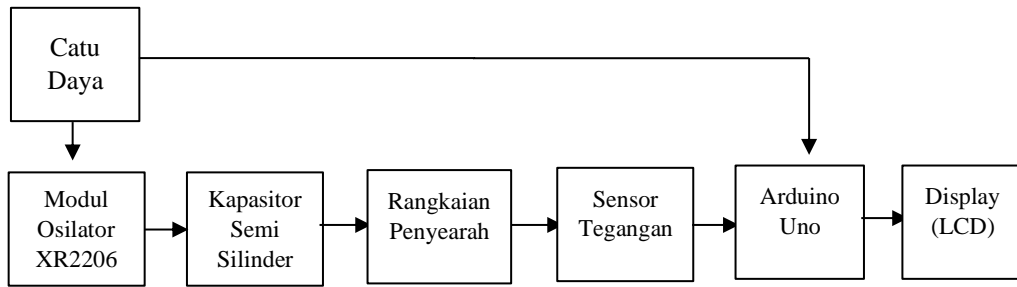 Catu
Daya
Modul
Osilator
XR2206
Kapasitor
Semi
Silinder
Rangkaian
Penyearah
Sensor
Tegangan
Arduino
Uno
Display
(LCD)